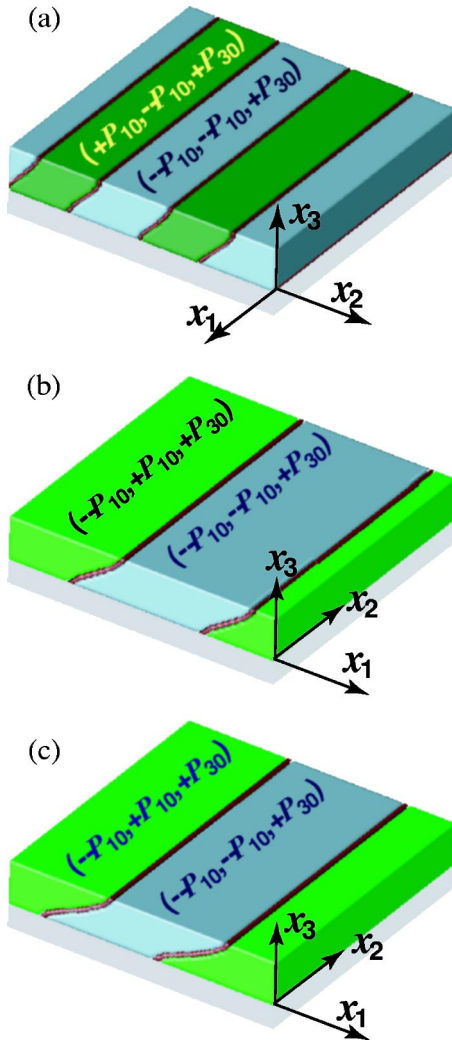 (a)
(+P10,-P10,+P30)
(-P10,-P10,+P30)
x3
x2
x1
(b)
(-P10,+P10,+P30)
(-P10,-P10,+P30)
x3
x2
x1
(c)
(-P10,+P10,+P30)
(-P10,-P10,+P30)
x3
x2
x1